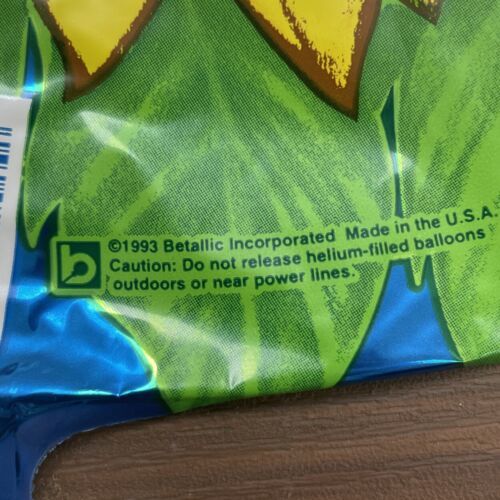 b
©1993 Betallic Incorporated Made in the U.S.A.
Caution: Do not release helium-filled balloons
outdoors or near power lines.